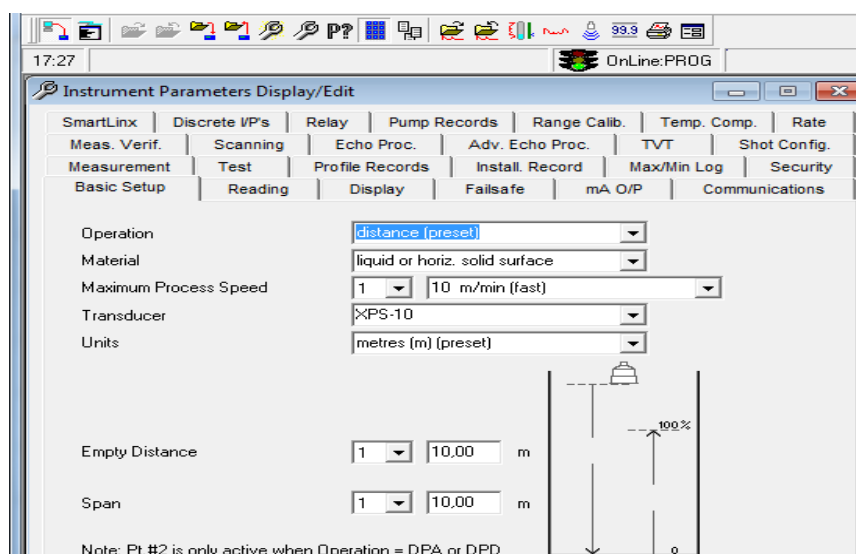 P? 99.9
17:27 OnLine:PROG
Instrument Parameters Display/Edit
SmartLinx Discrete I/P's Relay Pump Records Range Calib. Temp. Comp. Rate
Meas. Verif. Scanning Echo Proc. Adv. Echo Proc. TVT Shot Config.
Measurement Test Profile Records Install. Record Max/Min Log Security
Basic Setup Reading Display Failsafe mA O/P Communications
Operation distance (preset)
Material liquid or horiz. solid surface
Maximum Process Speed 1 10 m/min (fast)
Transducer XPS-10
Units metres (m) (preset)
100%
Empty Distance 1 10,00 m
Span 1 10,00 m
Note: Pt #2 is only active when Operation = DPA or DPD 0